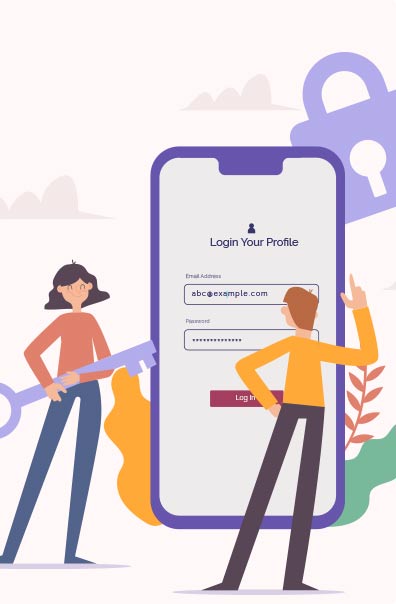 Login Your Profile
Email Address
abc@example.com
Password
**************
Log In